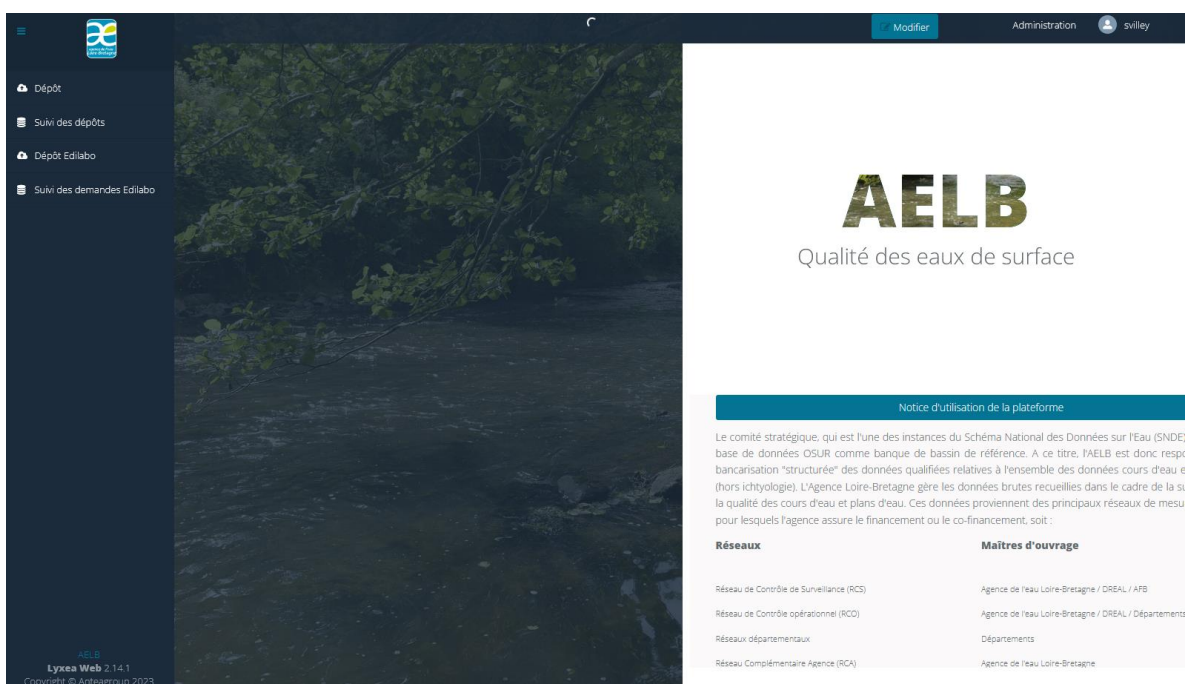 Modifier
Administration
svilley
agence de l'eau
Loire-Bretagne
Dépôt
Suivi des dépôts
Dépôt Edilabo
Suivi des demandes Edilabo
AELB
Lyxea Web 2.14.1
Copyright © Anteagroup 2023
AELB
Qualité des eaux de surface
Notice d'utilisation de la plateforme
Le comité stratégique, qui est l'une des instances du Schéma National des Données sur l'Eau (SNDE)
base de données OSUR comme banque de bassin de référence. A ce titre, l'AELB est donc respo
bancarisation "structurée" des données qualifiées relatives à l'ensemble des données cours d'eau e
(hors ichtyologie). L'Agence Loire-Bretagne gère les données brutes recueillies dans le cadre de la su
la qualité des cours d'eau et plans d'eau. Ces données proviennent des principaux réseaux de mesu
pour lesquels l'agence assure le financement ou le co-financement, soit :
Réseaux Maîtres d'ouvrage
Réseau de Contrôle de Surveillance (RCS) Agence de l'eau Loire-Bretagne / DREAL / AFB
Réseau de Contrôle opérationnel (RCO) Agence de l'eau Loire-Bretagne / DREAL / Départements
Réseaux départementaux Départements
Réseau Complémentaire Agence (RCA) Agence de l'eau Loire-Bretagne